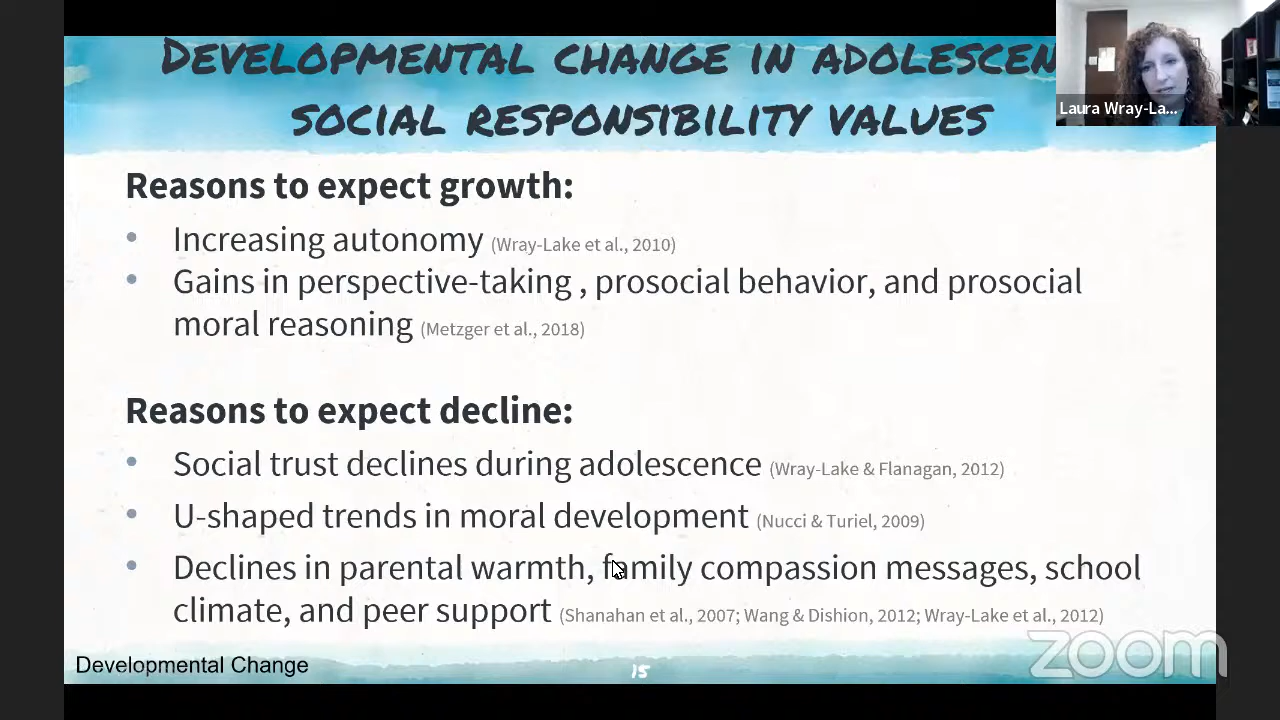 DEVELOPMENTAL CHANGE IN ADOLESCEN
SOCIAL RESPONSIBILITY VALUES
Laura Wray-La...
Reasons to expect growth:
• Increasing autonomy (Wray-Lake et al., 2010)
• Gains in perspective-taking , prosocial behavior, and prosocial
moral reasoning (Metzger et al., 2018)
Reasons to expect decline:
• Social trust declines during adolescence (Wray-Lake & Flanagan, 2012)
• U-shaped trends in moral development (Nucci & Turiel, 2009)
• Declines in parental warmth, family compassion messages, school
climate, and peer support (Shanahan et al., 2007; Wang & Dishion, 2012; Wray-Lake et al., 2012)
zoom
Developmental Change
15